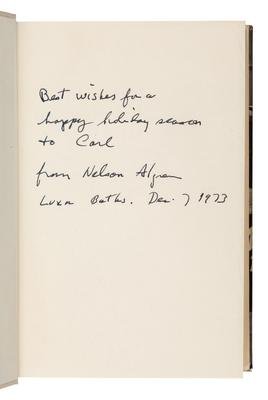 Best wishes for a
happy holiday season
to Carl
from Nelson Algren
Luxor Baths. Dec. 7 1973